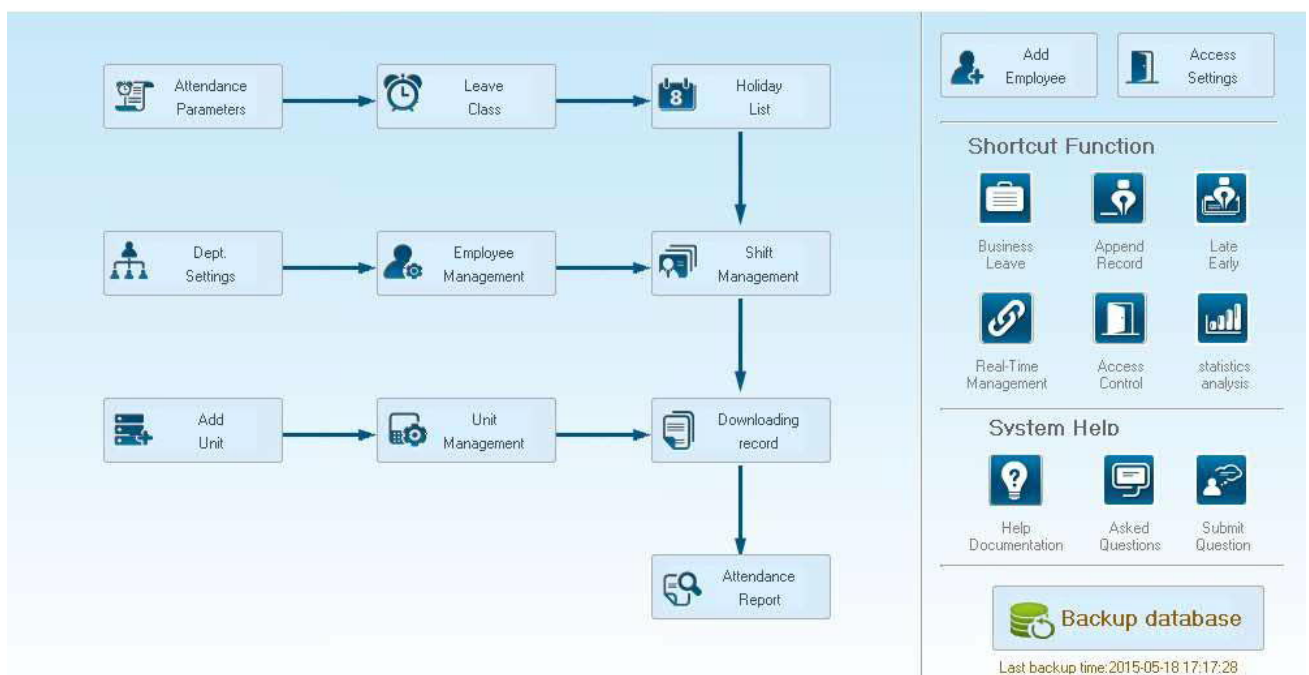 Attendance
Parameters
Leave
Class
8
Holiday
List
Dept.
Settings
Employee
Management
Shift
Management
Add
Unit
Unit
Management
Downloading
record
Attendance
Report
Add
Employee
Access
Settings
Shortcut Function
Business
Leave
Append
Record
Late
Early
Real-Time
Management
Access
Control
statistics
analysis
System Help
?
Help
Documentation
Asked
Questions
Submit
Question
Backup database
Last backup time:2015-05-18 17:17:28